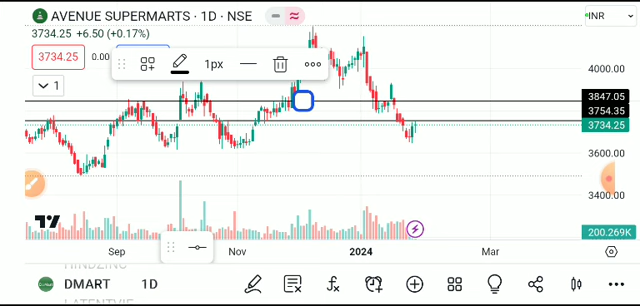 AVENUE SUPERMARTS · 1D · NSE
INR
3734.25 +6.50 (+0.17%)
3734.25 0.00
1px
1
4000.00
3847.05
3754.35
3734.25
3600.00
3400.00
200.269K
Sep Nov 2024 Mar
DMART 1D